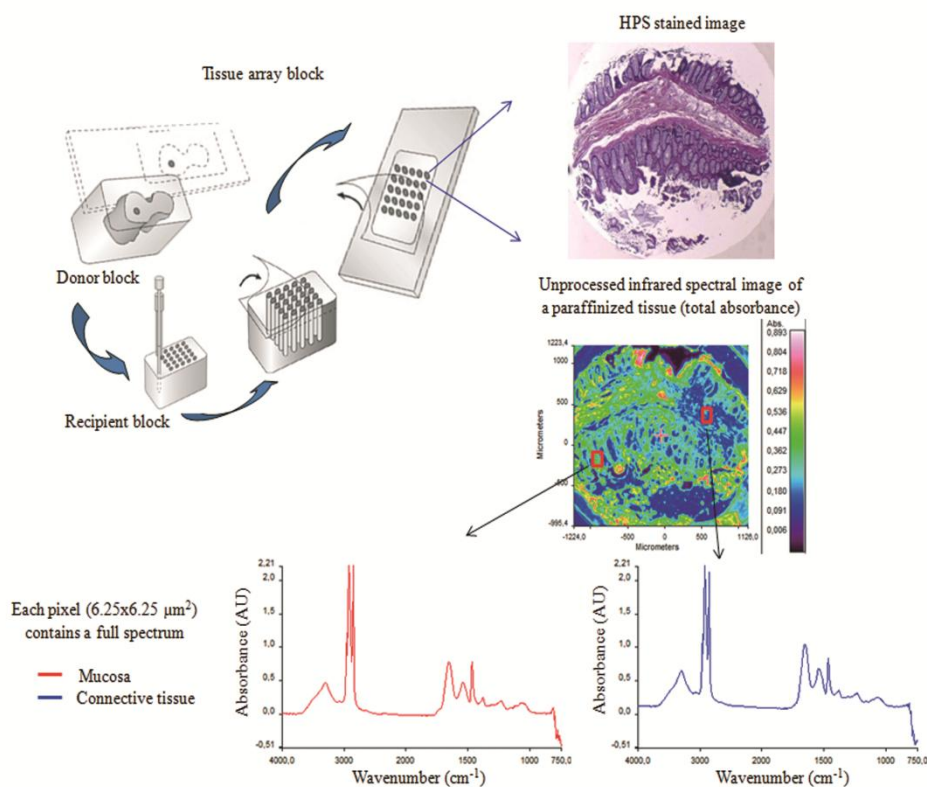 HPS stained image
Tissue array block
Donor block
Recipient block
Unprocessed infrared spectral image of
a paraffinized tissue (total absorbance)
Abs.
1223,4
1000
500
0
-500
-995,4
Micrometers
-1224,0
-500
0
500
1126,0
Micrometers
0,893
0,804
0,718
0,626
0,536
0,447
0,362
0,273
0,180
0,091
0,006
Each pixel (6.25x6.25 µm²)
contains a full spectrum
Mucosa
Connective tissue
Absorbance (AU)
2,21
2,0
1,5
1,0
0,5
0,0
-0,51
4000,0
3000
2000
1000
750,0
Wavenumber (cm⁻¹)
Absorbance (AU)
2,21
2,0
1,5
1,0
0,5
0,0
-0,51
4000,0
3000
2000
1000
750,0
Wavenumber (cm⁻¹)